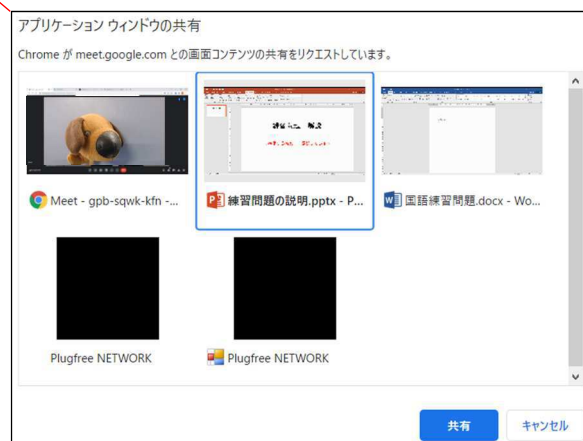 アプリケーション ウィンドウの共有
Chrome が meet.google.com との画面コンテンツの共有をリクエストしています。
Meet - gpb-sqwk-kfn -...
練習問題の説明.pptx - P...
国語練習問題.docx - Wo...
Plugfree NETWORK
Plugfree NETWORK
共有
キャンセル